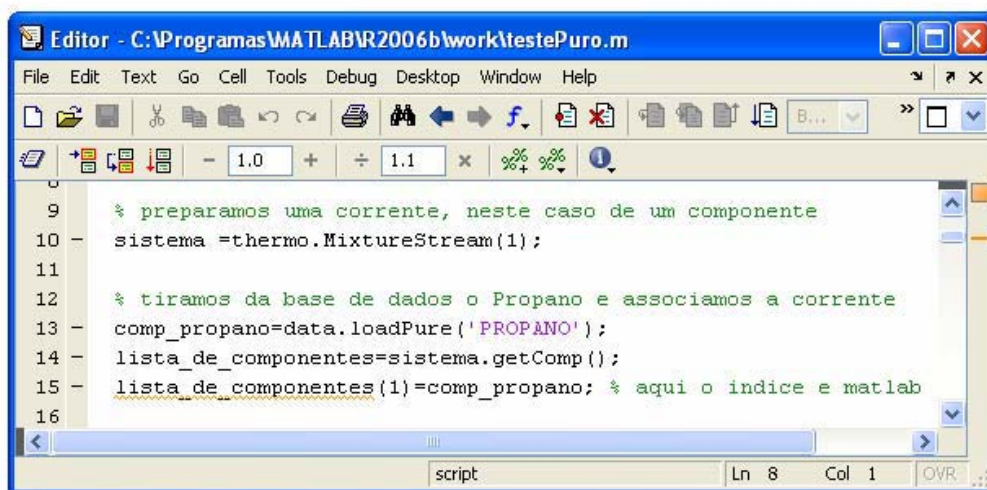 Editor - C:\Programas\MATLAB\R2006b\work\testePuro.m
File Edit Text Go Cell Tools Debug Desktop Window Help
B...
- 1.0 + ÷ 1.1 ×
9 % preparamos uma corrente, neste caso de um componente
10 - sistema =thermo.MixtureStream(1);
11
12 % tiramos da base de dados o Propano e associamos a corrente
13 - comp_propano=data.loadPure('PROPANO');
14 - lista_de_componentes=sistema.getComp();
15 - lista_de_componentes(1)=comp_propano; % aqui o indice e matlab
16
script Ln 8 Col 1 OVR